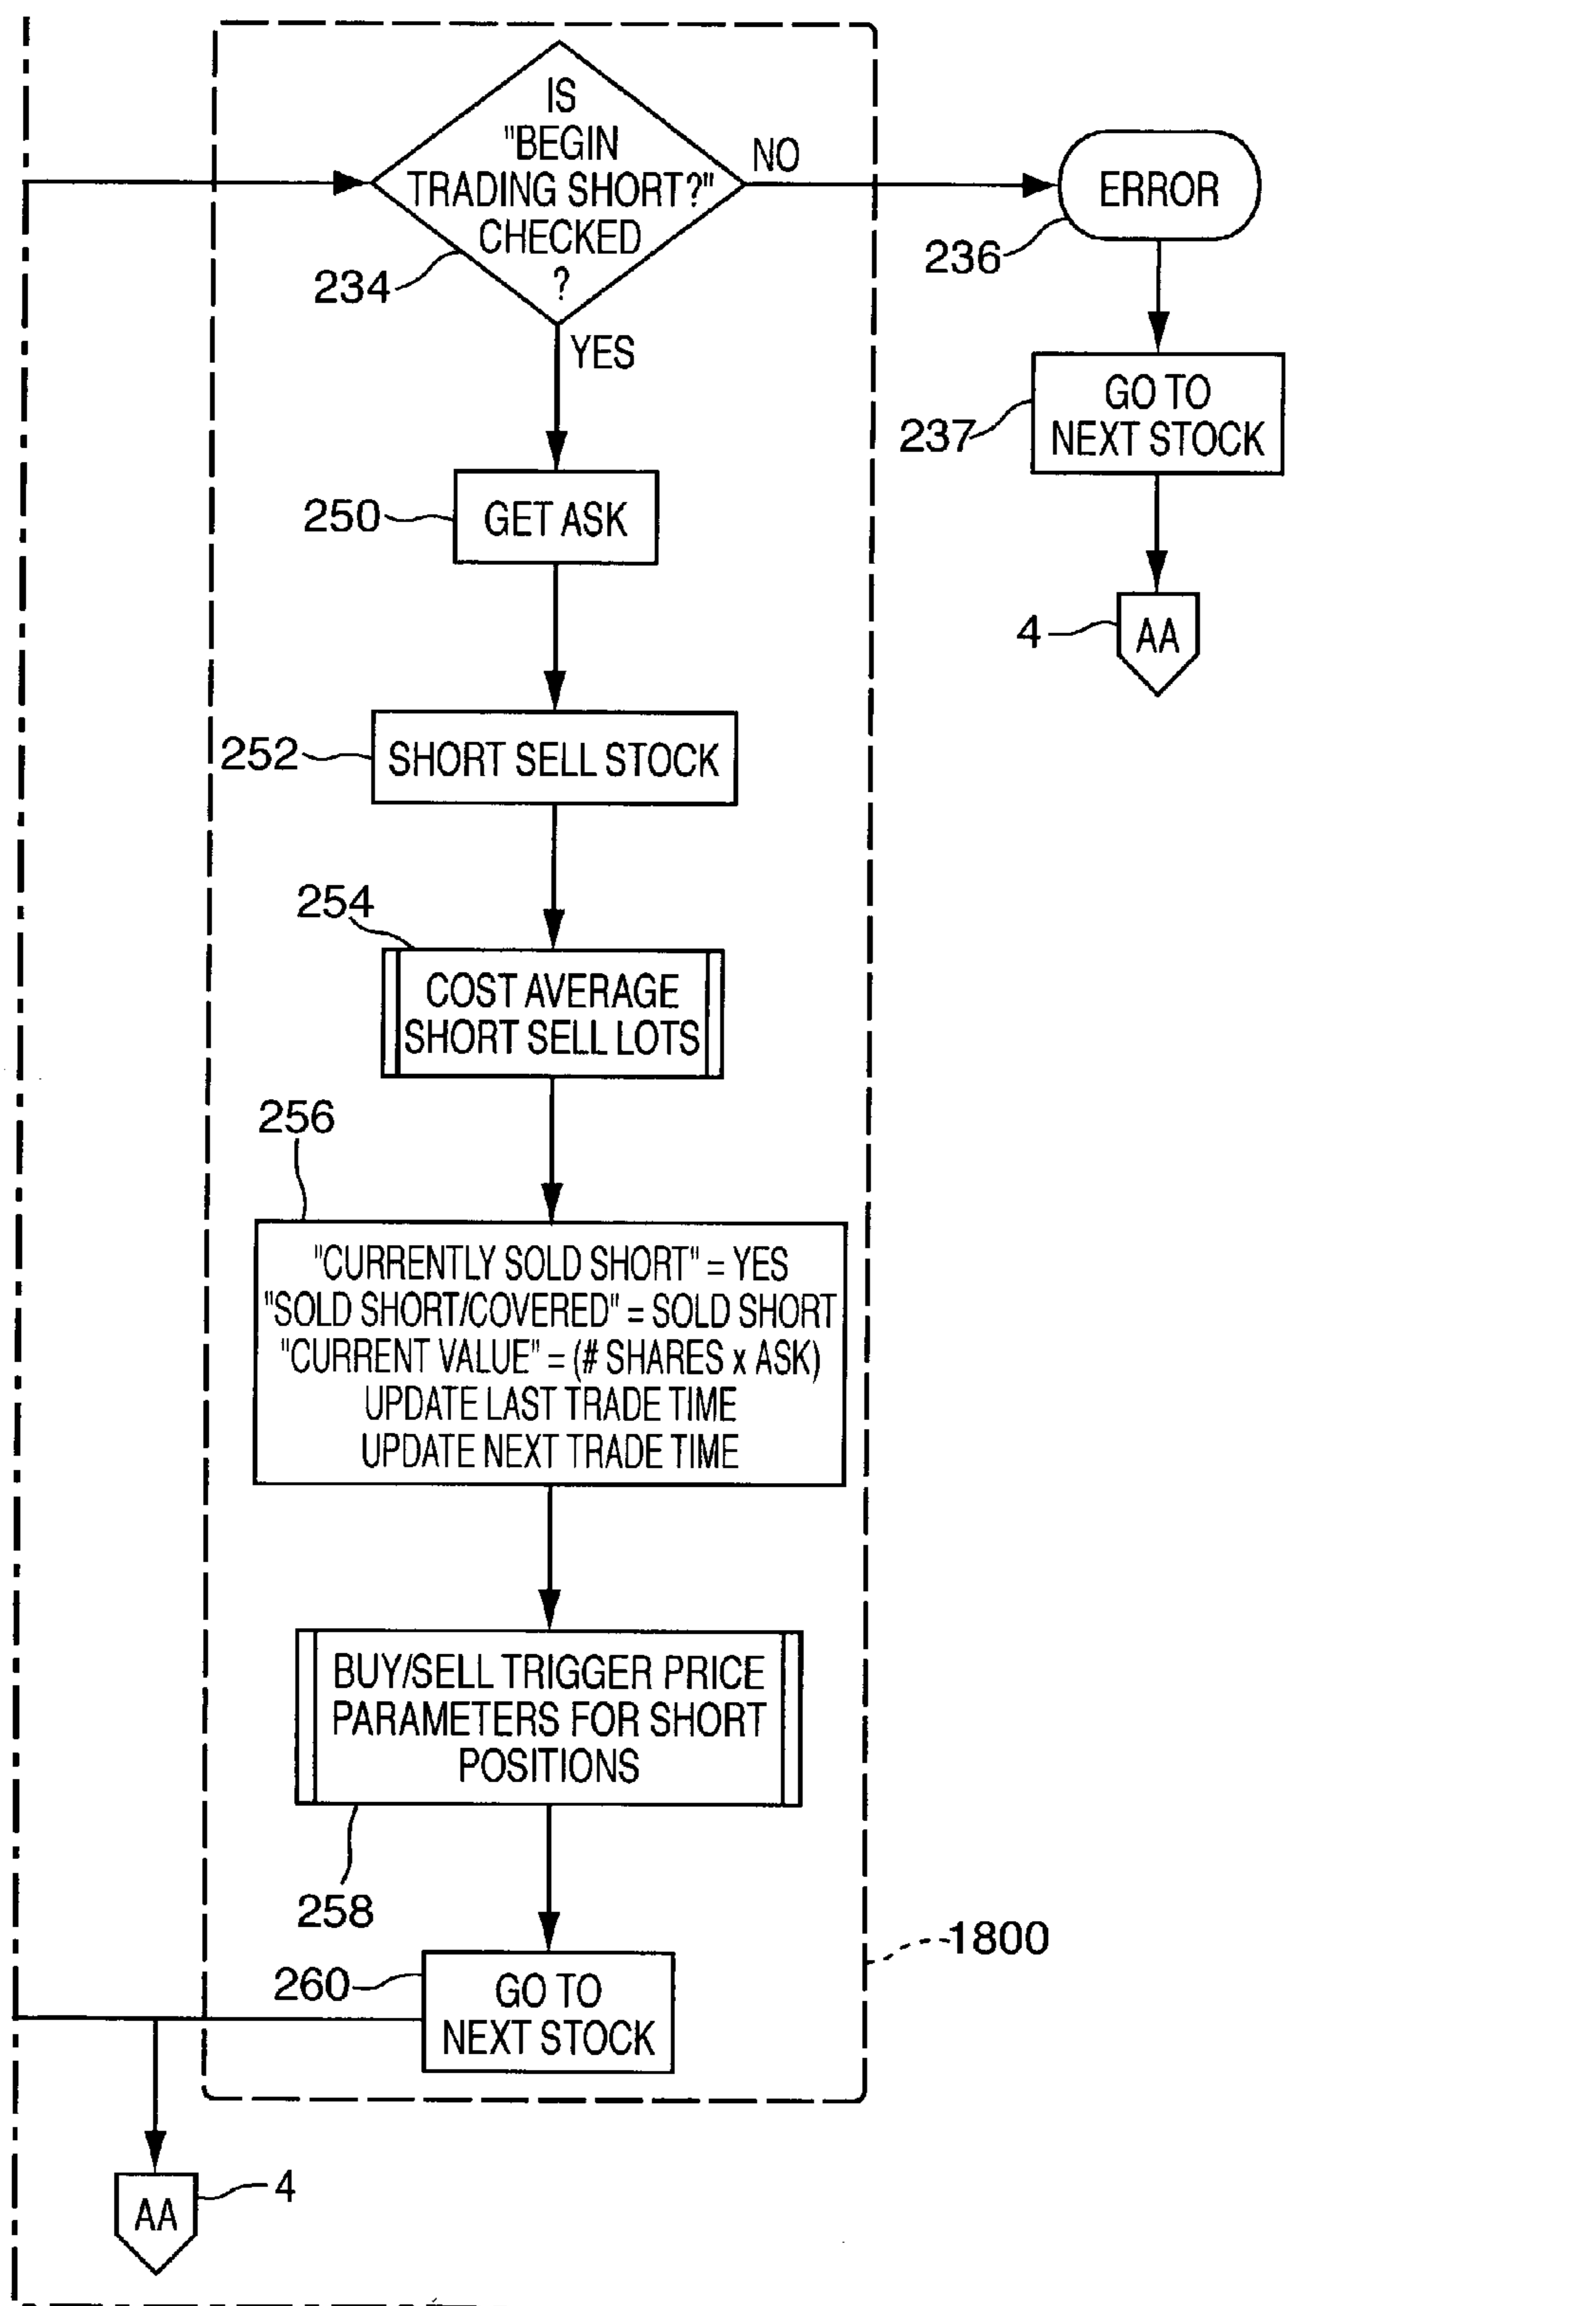 IS
"BEGIN
TRADING SHORT?"
CHECKED
?
234
NO
YES
ERROR
236
GO TO
NEXT STOCK
237
4
AA
250
GET ASK
252
SHORT SELL STOCK
254
COST AVERAGE
SHORT SELL LOTS
256
"CURRENTLY SOLD SHORT" = YES
"SOLD SHORT/COVERED" = SOLD SHORT
"CURRENT VALUE" = (# SHARES x ASK)
UPDATE LAST TRADE TIME
UPDATE NEXT TRADE TIME
BUY/SELL TRIGGER PRICE
PARAMETERS FOR SHORT
POSITIONS
258
1800
260
GO TO
NEXT STOCK
AA
4